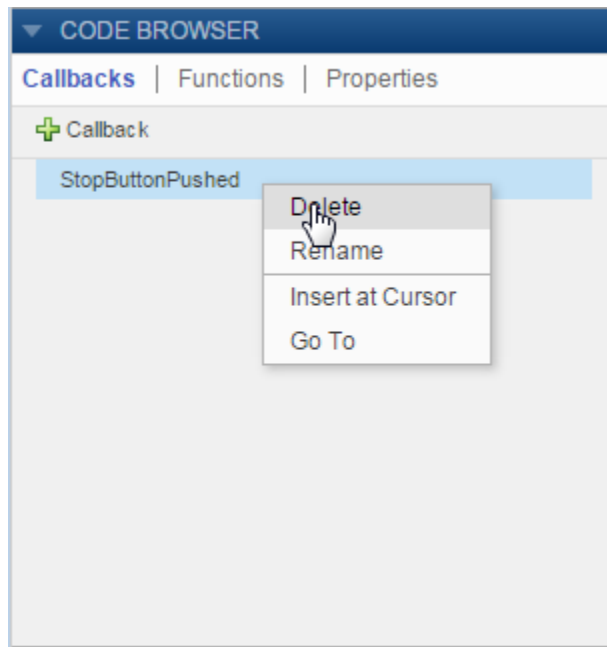 CODE BROWSER
Callbacks | Functions | Properties
Callback
StopButtonPushed
Delete
Rename
Insert at Cursor
Go To